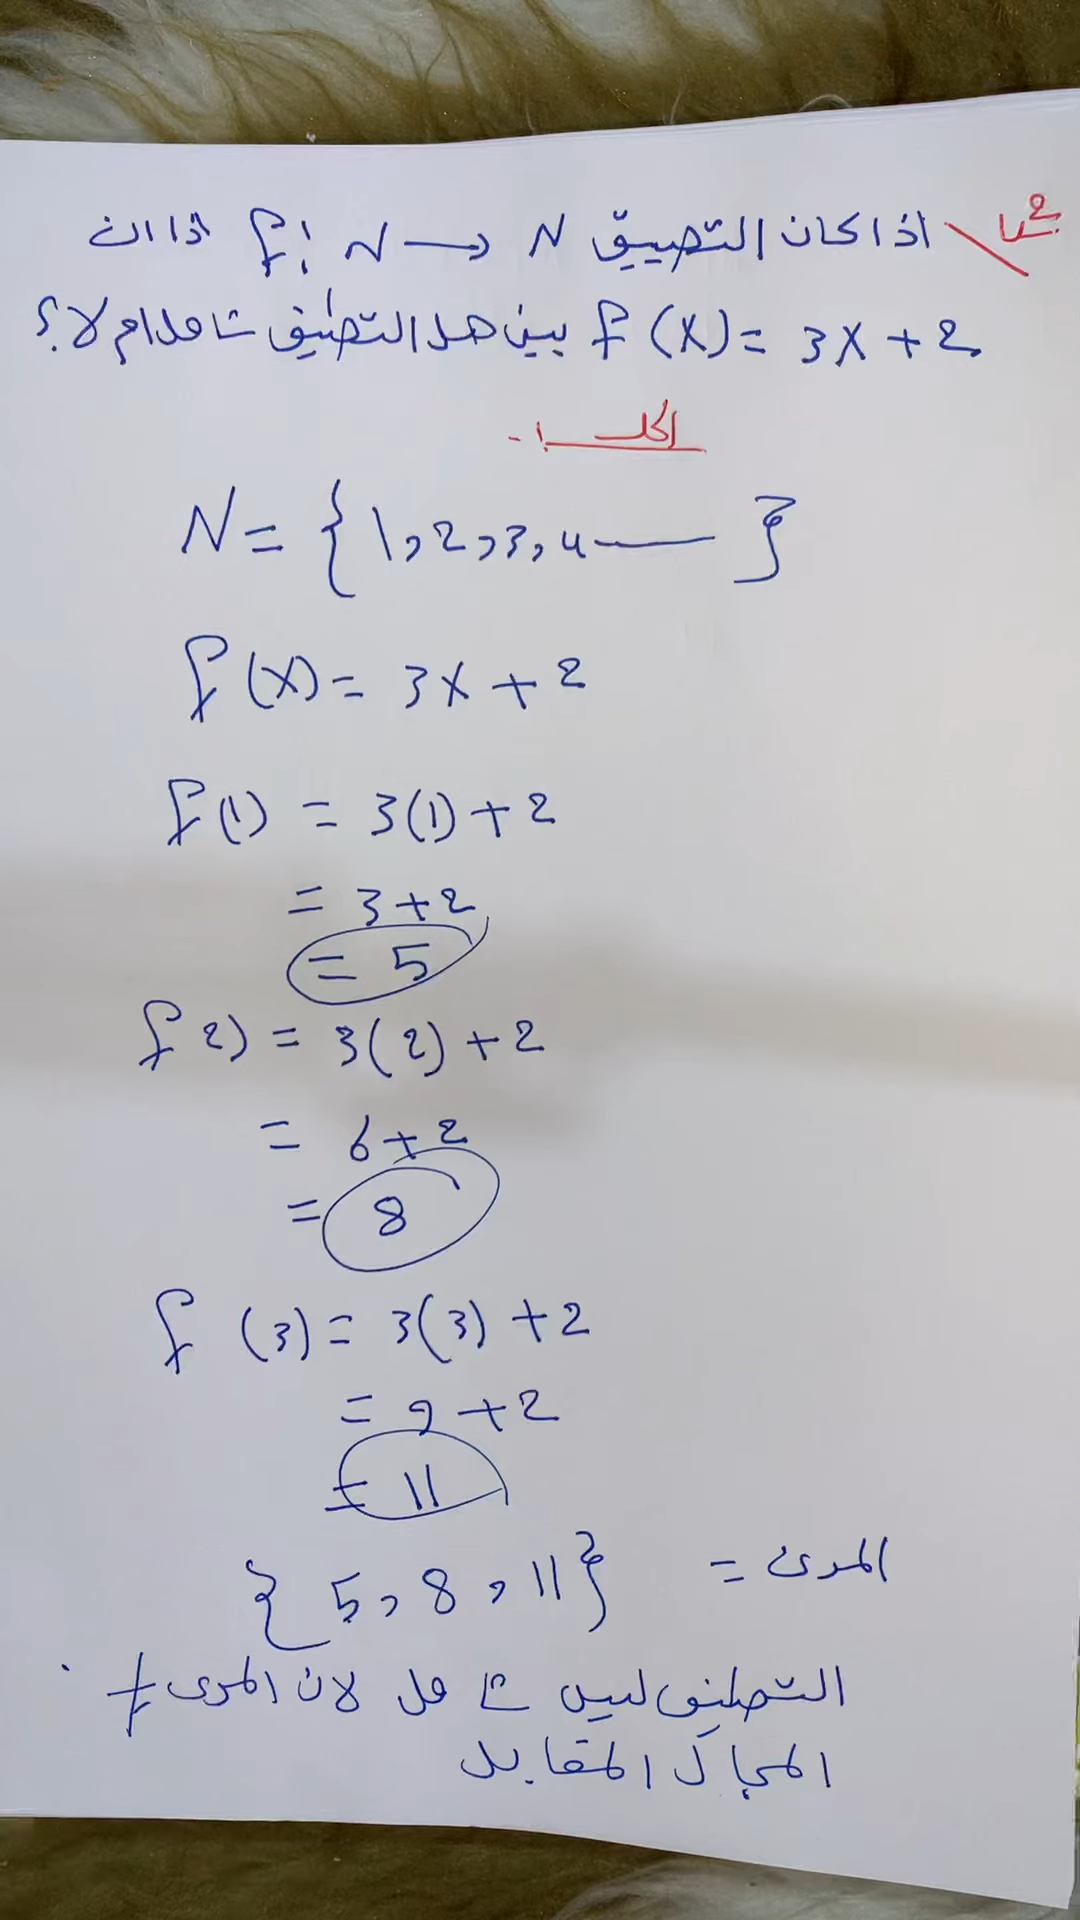 س2 اذا كان التطبيق f: N → N اذا ان
f(x) = 3x + 2 بين هل التطبيق شامل ام لا؟
الحل :-
N = { 1, 2, 3, 4 — }
f(x) = 3x + 2
f(1) = 3(1) + 2
= 3 + 2
= 5
f 2) = 3(2) + 2
= 6 + 2
= 8
f (3) = 3(3) + 2
= 9 + 2
= 11
المدى = { 5, 8, 11 }
التطبيق ليس شامل لان المدى ≠
المجال المقابل